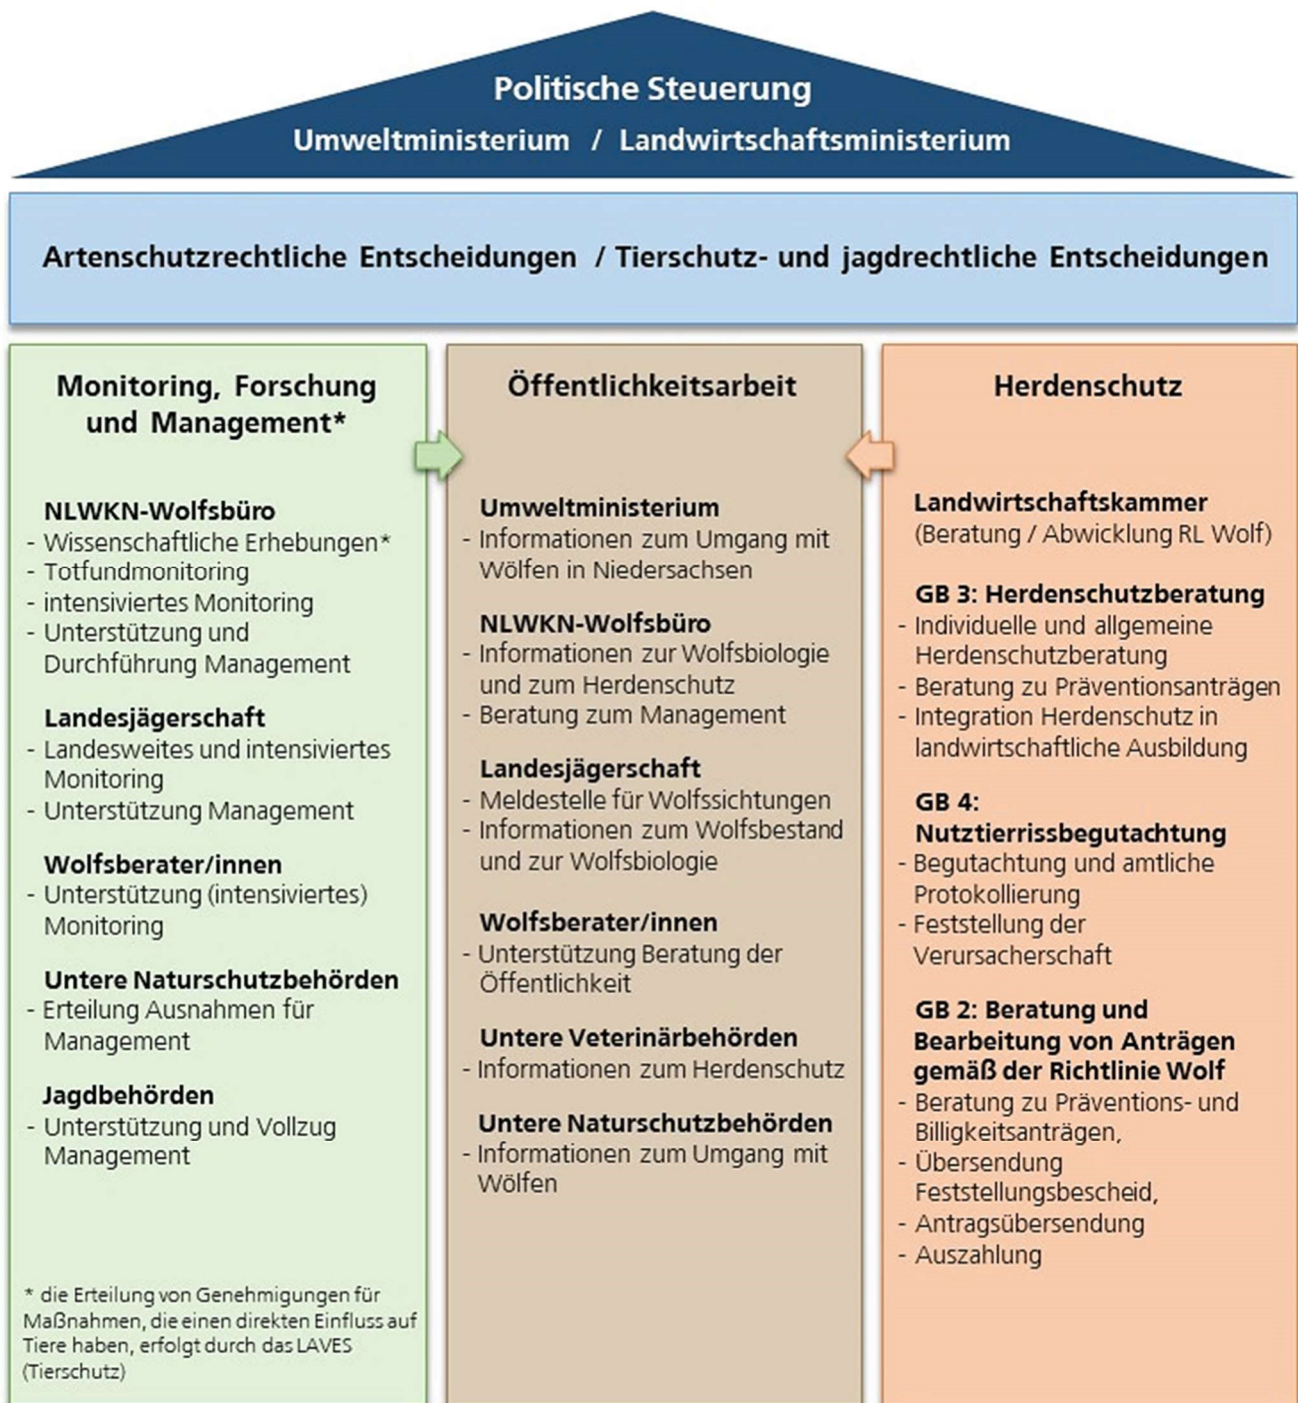 Politische Steuerung
Umweltministerium / Landwirtschaftsministerium
Artenschutzrechtliche Entscheidungen / Tierschutz- und jagdrechtliche Entscheidungen
Monitoring, Forschung
und Management*
NLWKN-Wolfsbüro
- Wissenschaftliche Erhebungen*
- Totfundmonitoring
- intensiviertes Monitoring
- Unterstützung und
Durchführung Management
Landesjägerschaft
- Landesweites und intensiviertes
Monitoring
- Unterstützung Management
Wolfsberater/innen
- Unterstützung (intensiviertes)
Monitoring
Untere Naturschutzbehörden
- Erteilung Ausnahmen für
Management
Jagdbehörden
- Unterstützung und Vollzug
Management
* die Erteilung von Genehmigungen für
Maßnahmen, die einen direkten Einfluss auf
Tiere haben, erfolgt durch das LAVES
(Tierschutz)
Öffentlichkeitsarbeit
Umweltministerium
- Informationen zum Umgang mit
Wölfen in Niedersachsen
NLWKN-Wolfsbüro
- Informationen zur Wolfsbiologie
und zum Herdenschutz
- Beratung zum Management
Landesjägerschaft
- Meldestelle für Wolfssichtungen
- Informationen zum Wolfsbestand
und zur Wolfsbiologie
Wolfsberater/innen
- Unterstützung Beratung der
Öffentlichkeit
Untere Veterinärbehörden
- Informationen zum Herdenschutz
Untere Naturschutzbehörden
- Informationen zum Umgang mit
Wölfen
Herdenschutz
Landwirtschaftskammer
(Beratung / Abwicklung RL Wolf)
GB 3: Herdenschutzberatung
- Individuelle und allgemeine
Herdenschutzberatung
- Beratung zu Präventionsanträgen
- Integration Herdenschutz in
landwirtschaftliche Ausbildung
GB 4:
Nutztierrissbegutachtung
- Begutachtung und amtliche
Protokollierung
- Feststellung der
Verursacherschaft
GB 2: Beratung und
Bearbeitung von Anträgen
gemäß der Richtlinie Wolf
- Beratung zu Präventions- und
Billigkeitsanträgen,
- Übersendung
Feststellungsbescheid,
- Antragsübersendung
- Auszahlung